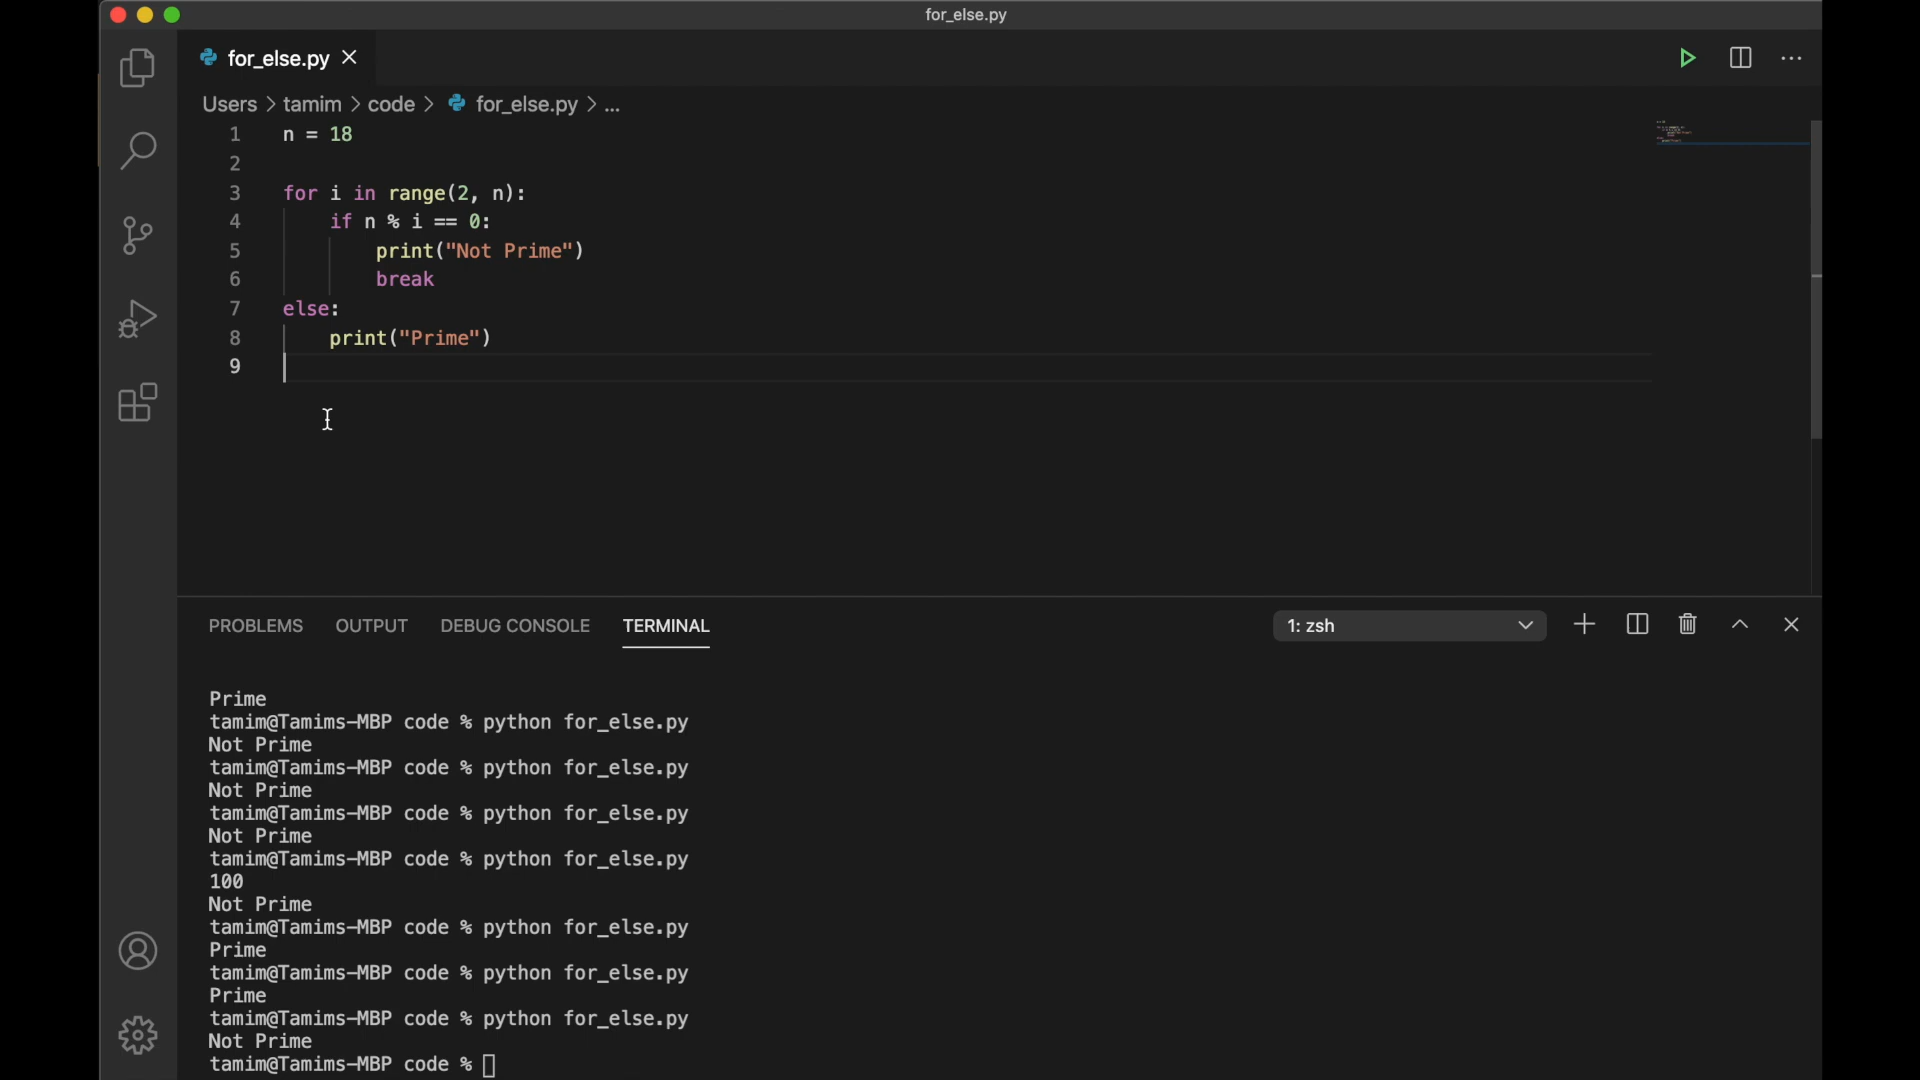 for_else.py
for_else.py
Users > tamim > code > for_else.py > ...
1 n = 18
2
3 for i in range(2, n):
4     if n % i == 0:
5         print("Not Prime")
6         break
7 else:
8     print("Prime")
9
PROBLEMS OUTPUT DEBUG CONSOLE TERMINAL 1: zsh
Prime
tamim@Tamims-MBP code % python for_else.py
Not Prime
tamim@Tamims-MBP code % python for_else.py
Not Prime
tamim@Tamims-MBP code % python for_else.py
Not Prime
tamim@Tamims-MBP code % python for_else.py
100
Not Prime
tamim@Tamims-MBP code % python for_else.py
Prime
tamim@Tamims-MBP code % python for_else.py
Prime
tamim@Tamims-MBP code % python for_else.py
Not Prime
tamim@Tamims-MBP code %